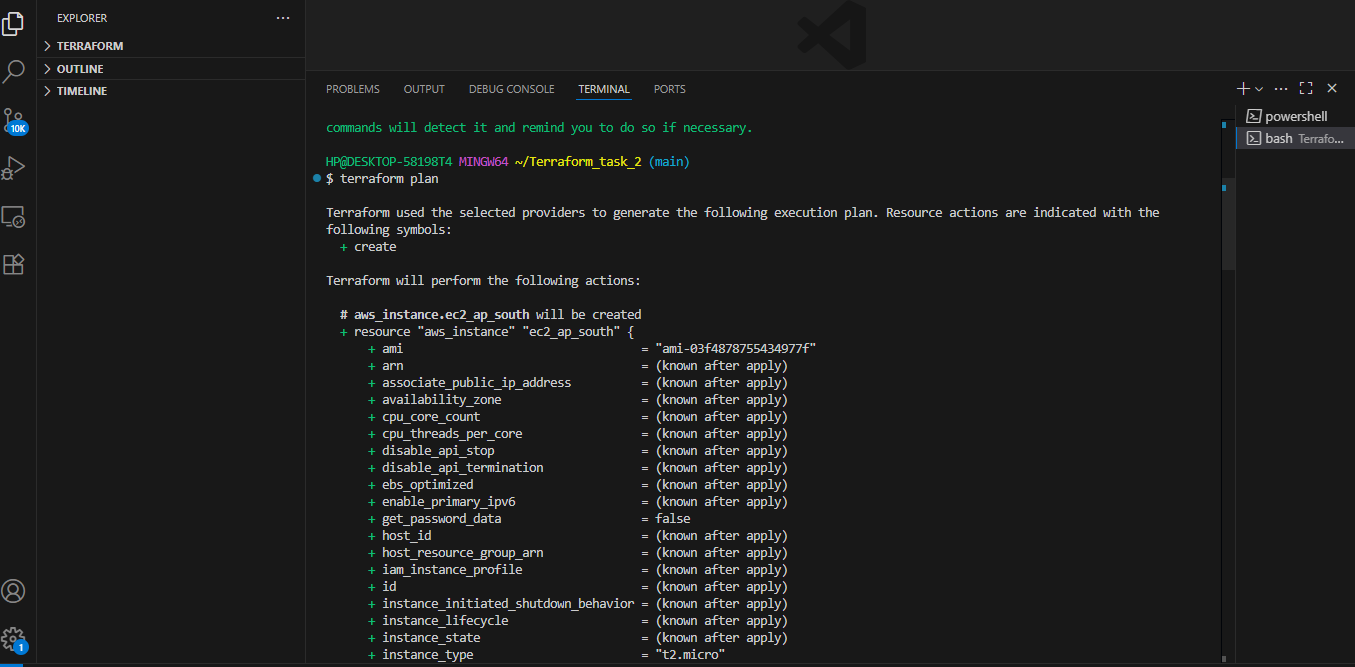 EXPLORER
TERRAFORM
OUTLINE
TIMELINE
10K
1
PROBLEMS OUTPUT DEBUG CONSOLE TERMINAL PORTS
powershell
bash Terrafo...
commands will detect it and remind you to do so if necessary.
HP@DESKTOP-58198T4 MINGW64 ~/Terraform_task_2 (main)
$ terraform plan
Terraform used the selected providers to generate the following execution plan. Resource actions are indicated with the
following symbols:
+ create
Terraform will perform the following actions:
# aws_instance.ec2_ap_south will be created
+ resource "aws_instance" "ec2_ap_south" {
+ ami = "ami-03f4878755434977f"
+ arn = (known after apply)
+ associate_public_ip_address = (known after apply)
+ availability_zone = (known after apply)
+ cpu_core_count = (known after apply)
+ cpu_threads_per_core = (known after apply)
+ disable_api_stop = (known after apply)
+ disable_api_termination = (known after apply)
+ ebs_optimized = (known after apply)
+ enable_primary_ipv6 = (known after apply)
+ get_password_data = false
+ host_id = (known after apply)
+ host_resource_group_arn = (known after apply)
+ iam_instance_profile = (known after apply)
+ id = (known after apply)
+ instance_initiated_shutdown_behavior = (known after apply)
+ instance_lifecycle = (known after apply)
+ instance_state = (known after apply)
+ instance_type = "t2.micro"